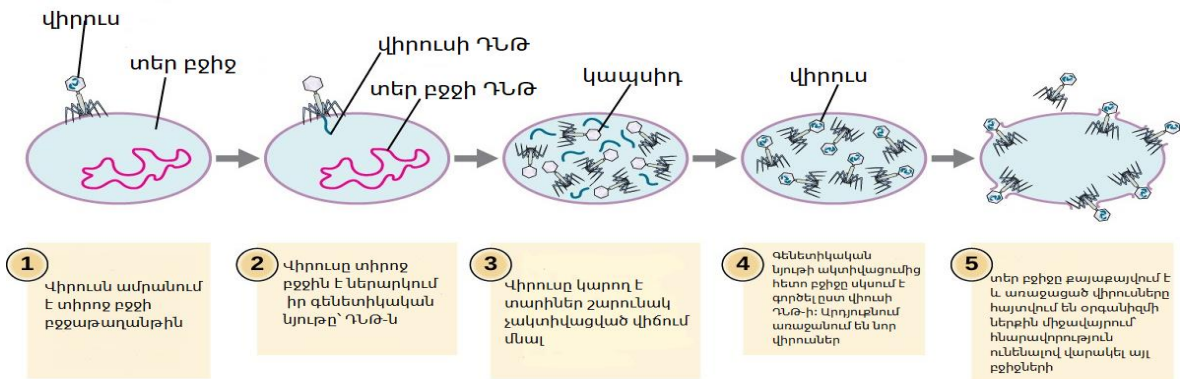 վիրուս
տեր բջիջ
վիրուսի ԴՆԹ
տեր բջջի ԴՆԹ
կապսիդ
վիրուս
1
Վիրուսն ամրանում
է տիրոջ բջջի
բջջաթաղանթին
2
Վիրուսը տիրոջ
բջջին է ներարկում
իր գենետիկական
նյութը՝ ԴՆԹ-ն
3
Վիրուսը կարող է
տարիներ շարունակ
չակտիվացված վիճում
մնալ
4
Գենետիկական
նյութի ակտիվացումից
հետո բջիջը սկսում է
գործել ըստ վիուսի
ԴՆԹ-ի: Արդյունքում
առաջանում են նոր
վիրուսներ
5
տեր բջիջը քայաքայվում է
և առաջացած վիրուսները
հայտվում են օրգանիզմի
ներքին միջավայրում՝
հնարավորություն
ունենալով վարակել այլ
բջիջների